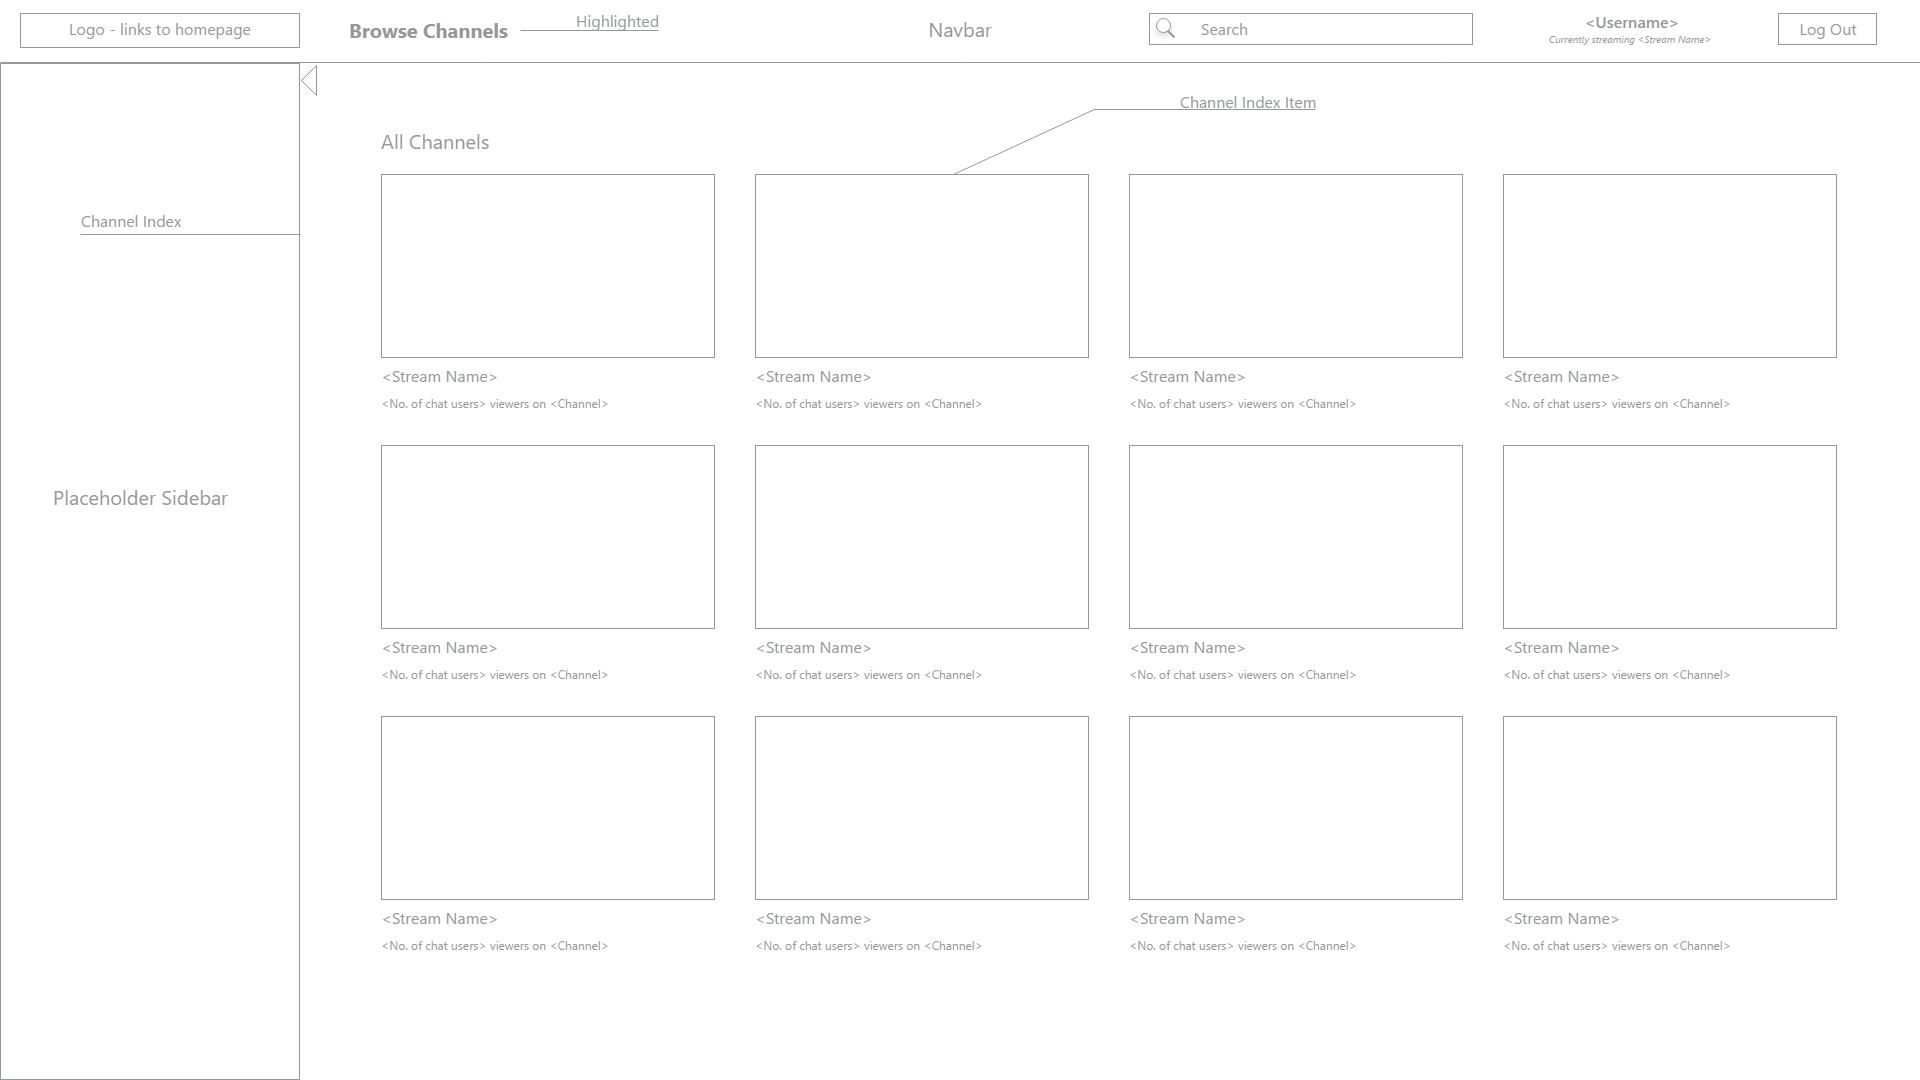 Logo - links to homepage
Browse Channels
Highlighted
Navbar
Search
<Username>
Currently streaming <Stream Name>
Log Out
Channel Index Item
All Channels
Channel Index
<Stream Name>
<No. of chat users> viewers on <Channel>
<Stream Name>
<No. of chat users> viewers on <Channel>
<Stream Name>
<No. of chat users> viewers on <Channel>
<Stream Name>
<No. of chat users> viewers on <Channel>
Placeholder Sidebar
<Stream Name>
<No. of chat users> viewers on <Channel>
<Stream Name>
<No. of chat users> viewers on <Channel>
<Stream Name>
<No. of chat users> viewers on <Channel>
<Stream Name>
<No. of chat users> viewers on <Channel>
<Stream Name>
<No. of chat users> viewers on <Channel>
<Stream Name>
<No. of chat users> viewers on <Channel>
<Stream Name>
<No. of chat users> viewers on <Channel>
<Stream Name>
<No. of chat users> viewers on <Channel>